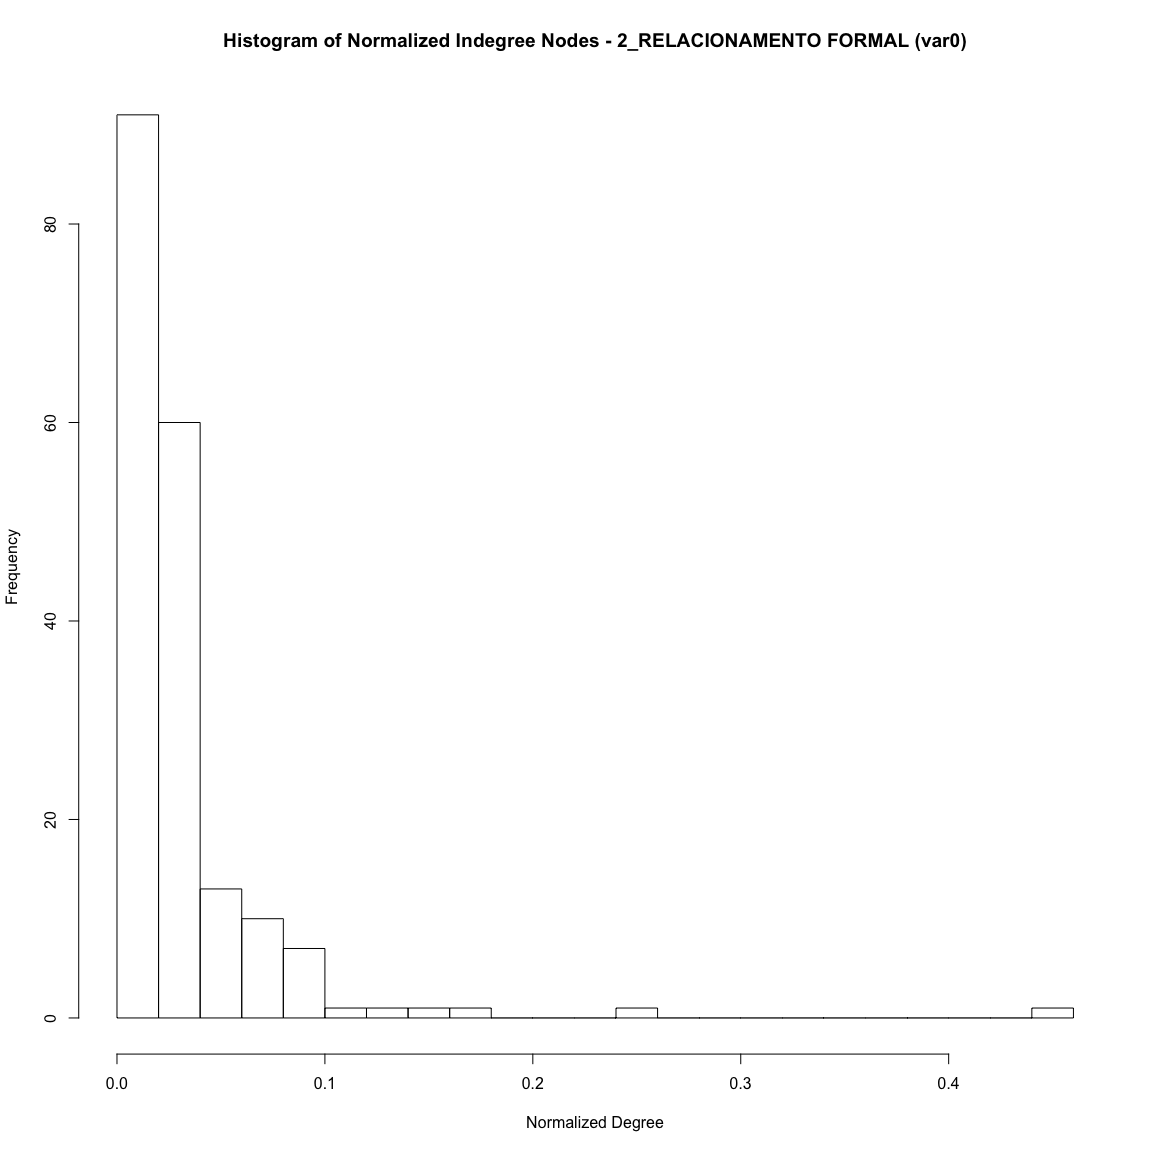 Histogram of Normalized Indegree Nodes - 2_RELACIONAMENTO FORMAL (var0)
80
60
40
20
0
Frequency
0.0 0.1 0.2 0.3 0.4
Normalized Degree